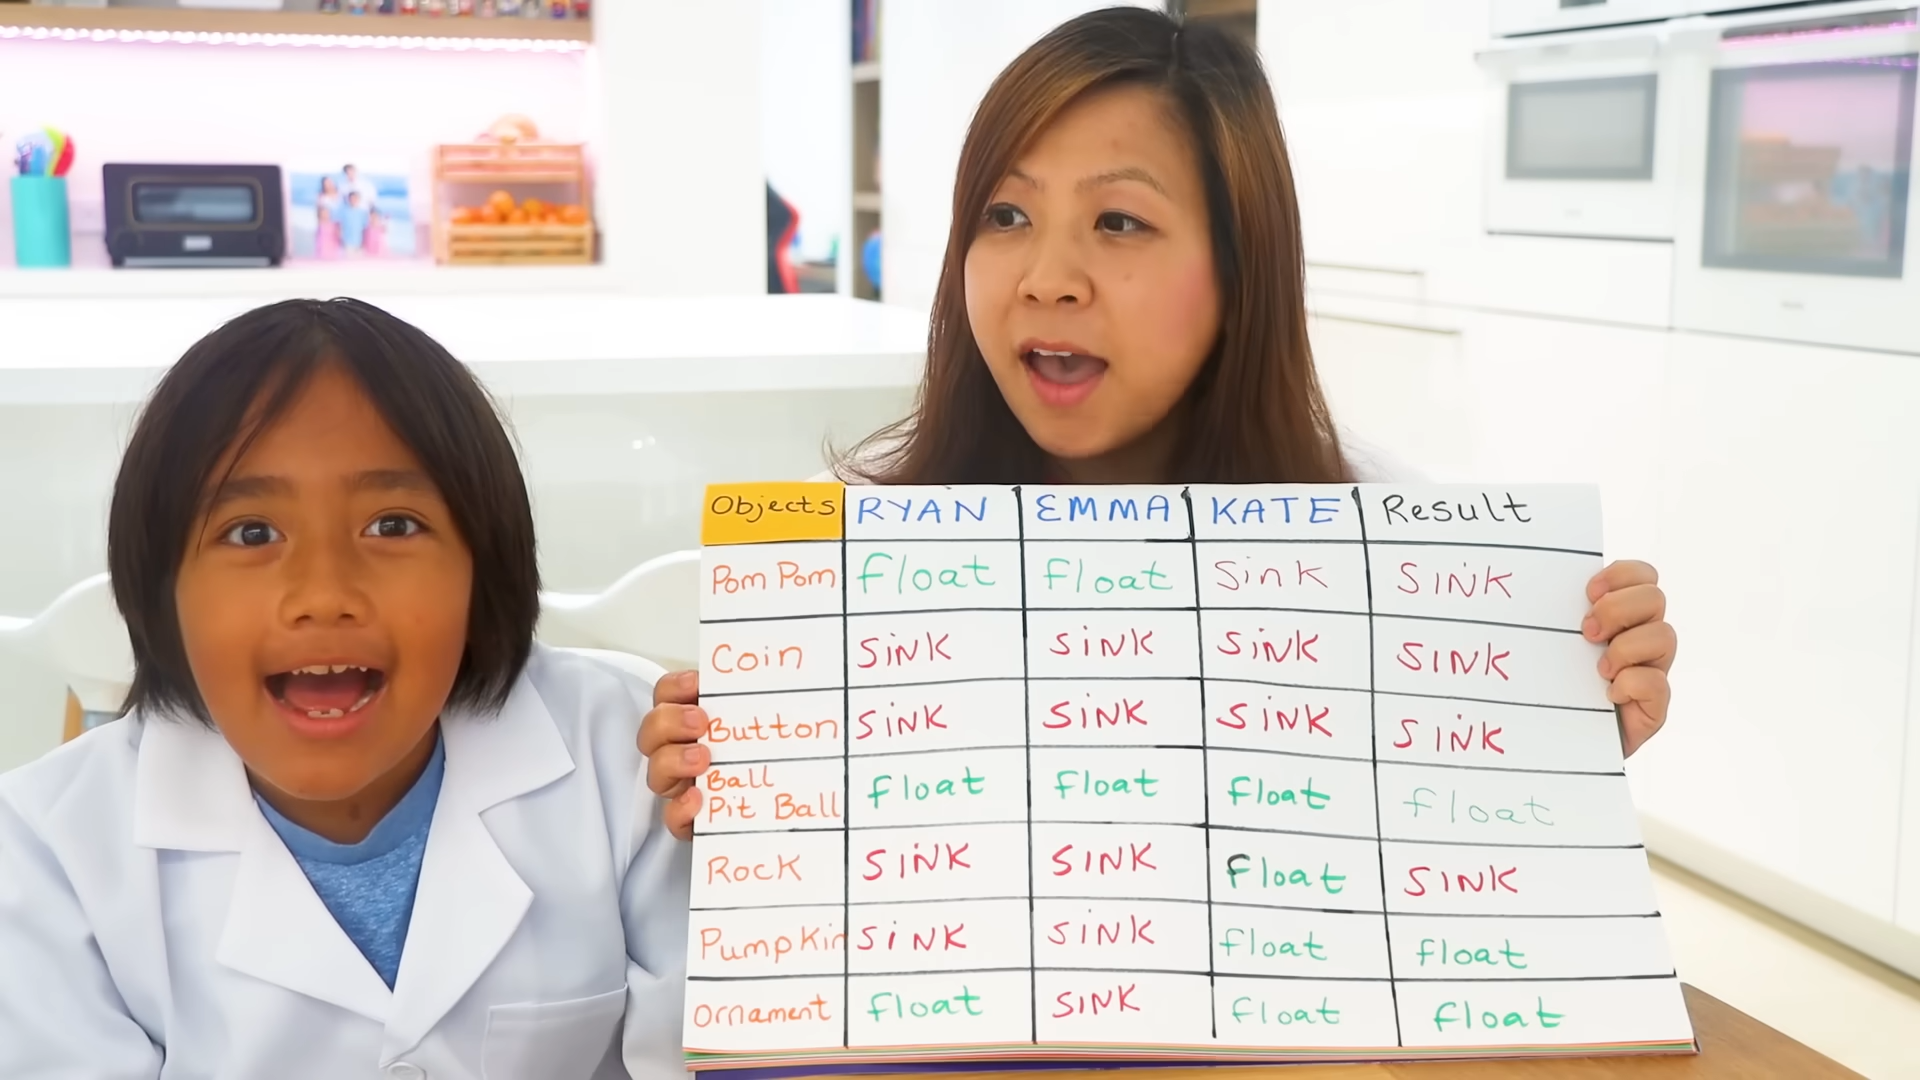 Objects RYAN EMMA KATE Result
Pom Pom float float Sink SINK
Coin SINK SINK SINK SINK
Button SINK SINK SINK SINK
Ball
Pit Ball float float float float
Rock SINK SINK Float SINK
Pumpkin SINK SINK float float
Ornament float SINK float float